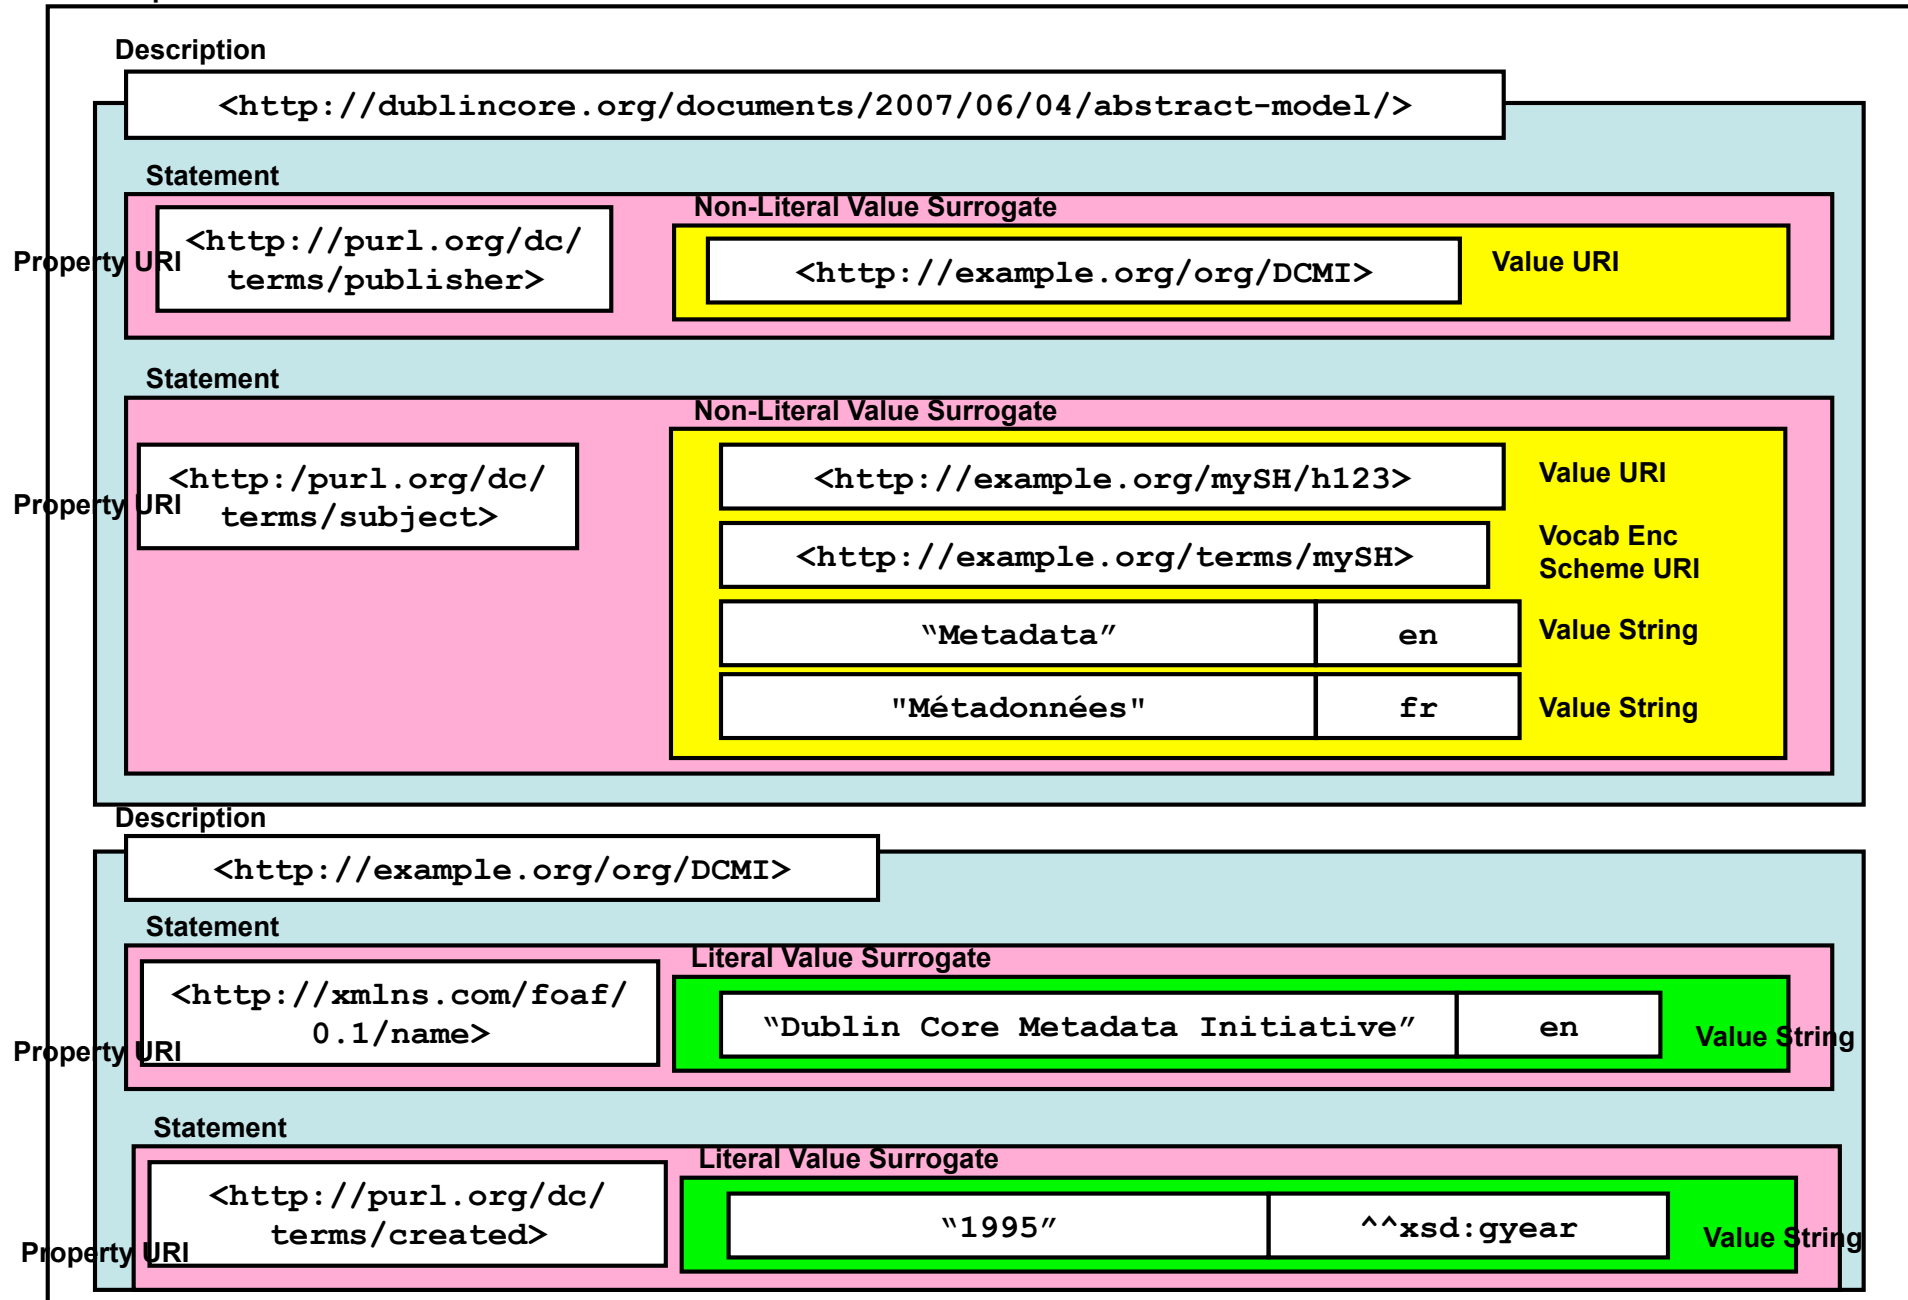 Description
<http://dublincore.org/documents/2007/06/04/abstract-model/>
Statement
Non-Literal Value Surrogate
Property URI
<http://purl.org/dc/
terms/publisher>
<http://example.org/org/DCMI>
Value URI
Statement
Non-Literal Value Surrogate
Property URI
<http:/purl.org/dc/
terms/subject>
<http://example.org/mySH/h123>
Value URI
<http://example.org/terms/mySH>
Vocab Enc
Scheme URI
“Metadata” en
Value String
"Métadonnées" fr
Value String
Description
<http://example.org/org/DCMI>
Statement
Literal Value Surrogate
Property URI
<http://xmlns.com/foaf/
0.1/name>
“Dublin Core Metadata Initiative” en
Value String
Statement
Literal Value Surrogate
Property URI
<http://purl.org/dc/
terms/created>
“1995” ^^xsd:gyear
Value String